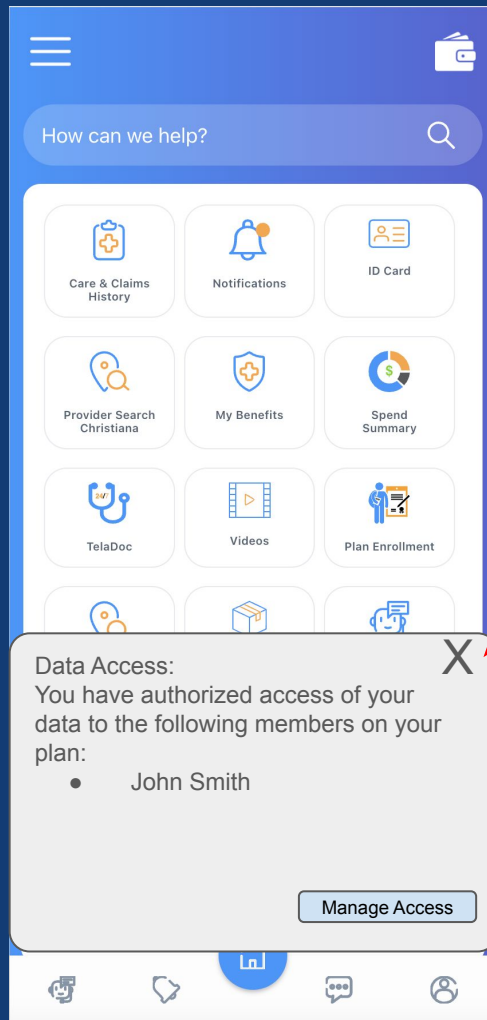 How can we help?
Care & Claims
History
Notifications
ID Card
Provider Search
Christiana
My Benefits
Spend
Summary
$
24/7
TelaDoc
Videos
Plan Enrollment
Data Access:
X
You have authorized access of your
data to the following members on your
plan:
● John Smith
Manage Access